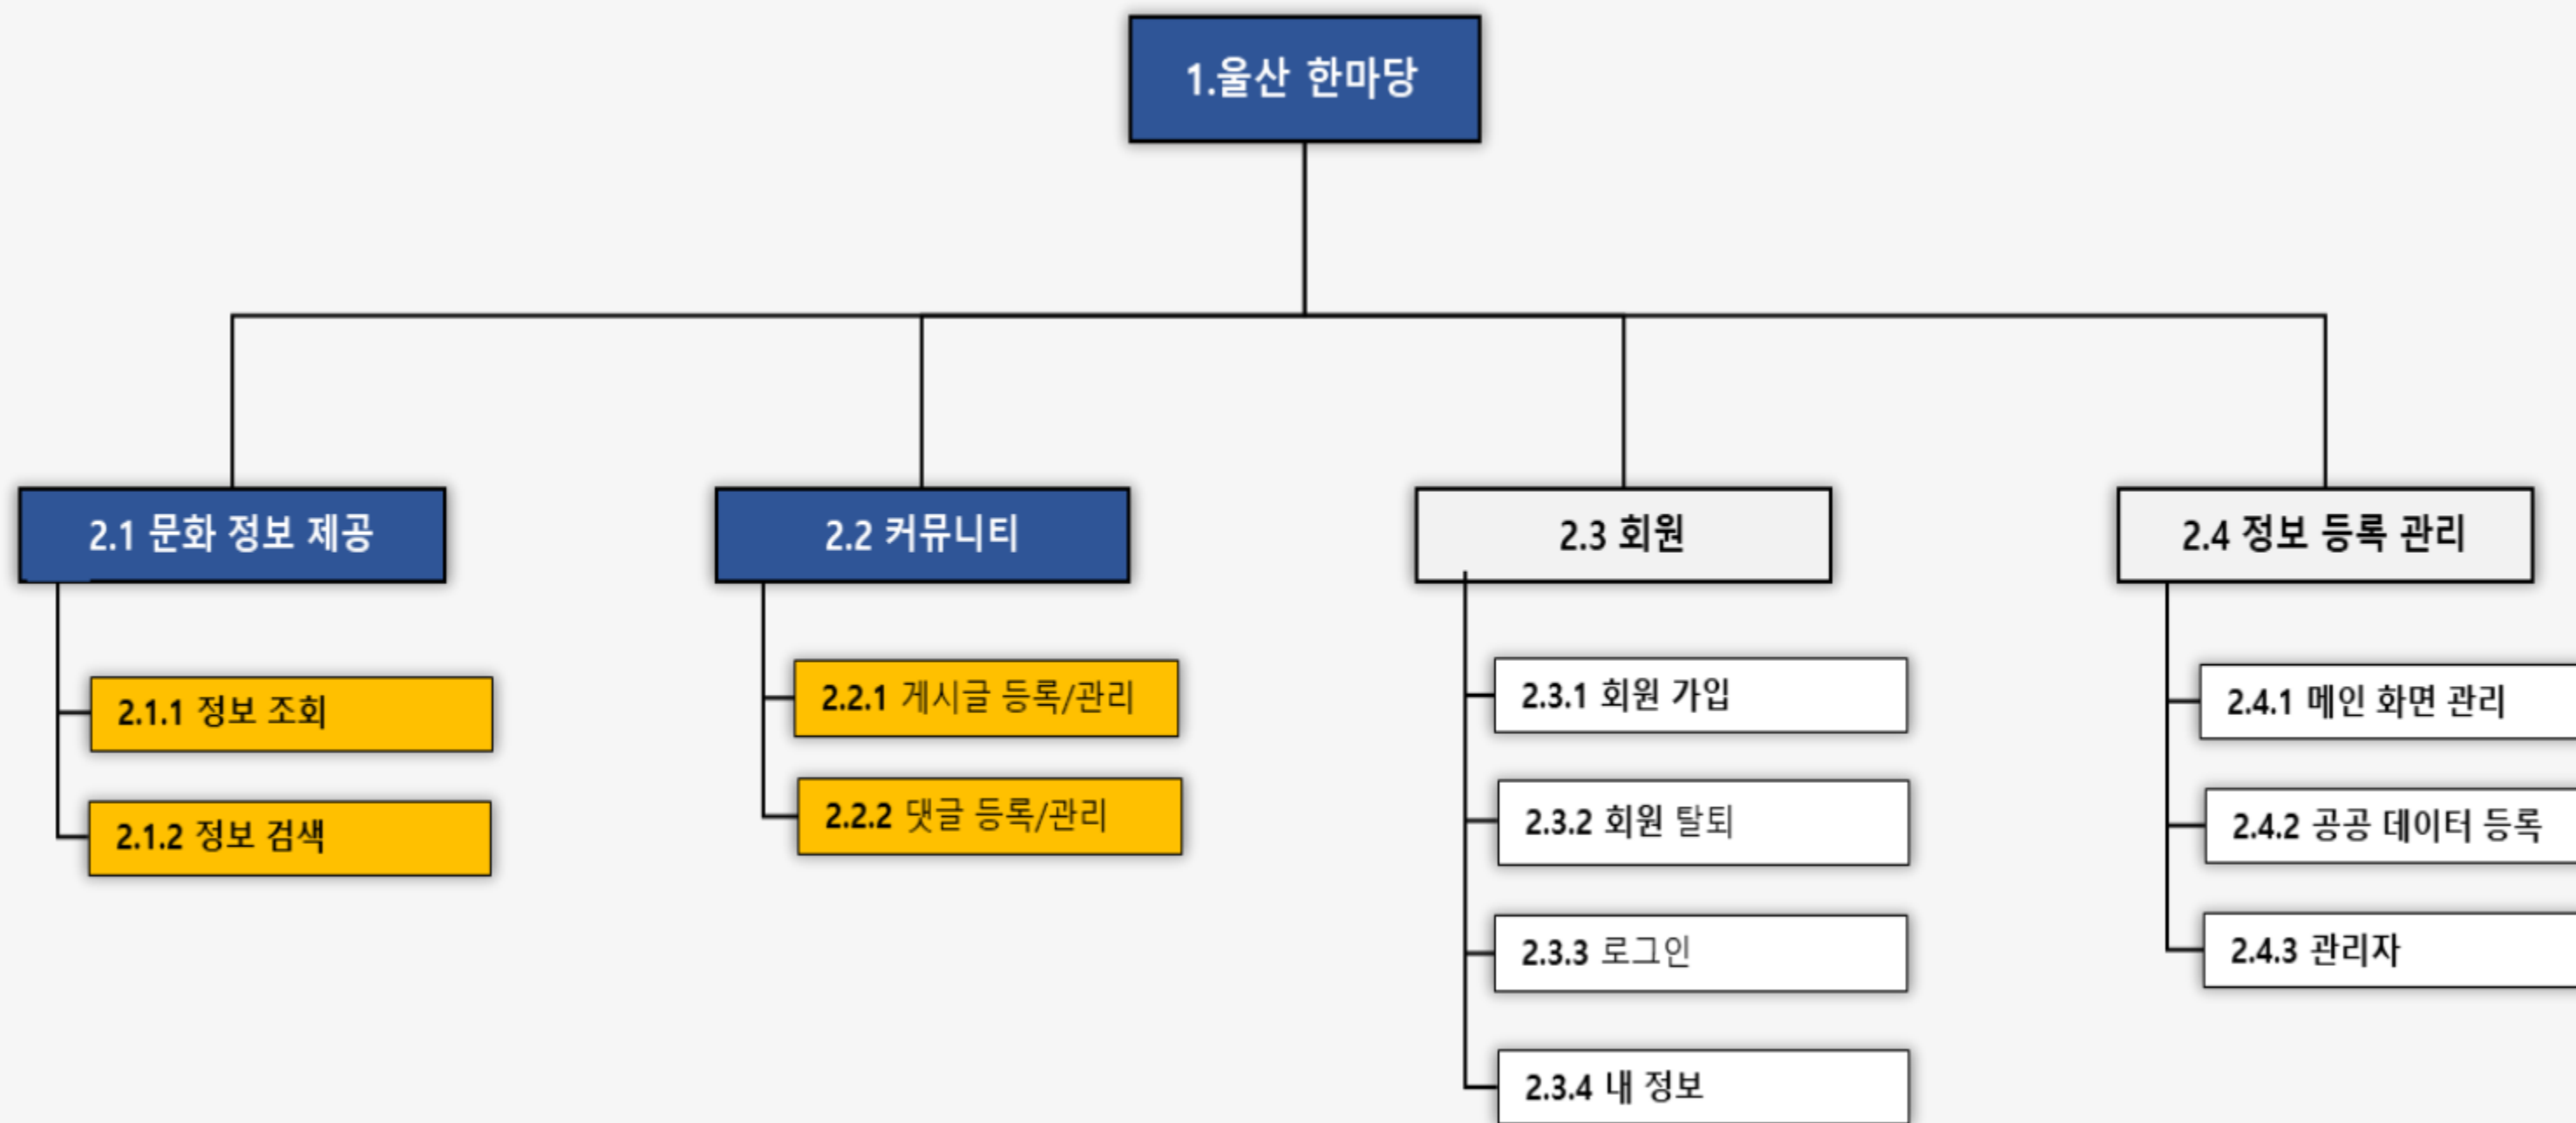 1.울산 한마당
2.1 문화 정보 제공
2.1.1 정보 조회
2.1.2 정보 검색
2.2 커뮤니티
2.2.1 게시글 등록/관리
2.2.2 댓글 등록/관리
2.3 회원
2.3.1 회원 가입
2.3.2 회원 탈퇴
2.3.3 로그인
2.3.4 내 정보
2.4 정보 등록 관리
2.4.1 메인 화면 관리
2.4.2 공공 데이터 등록
2.4.3 관리자